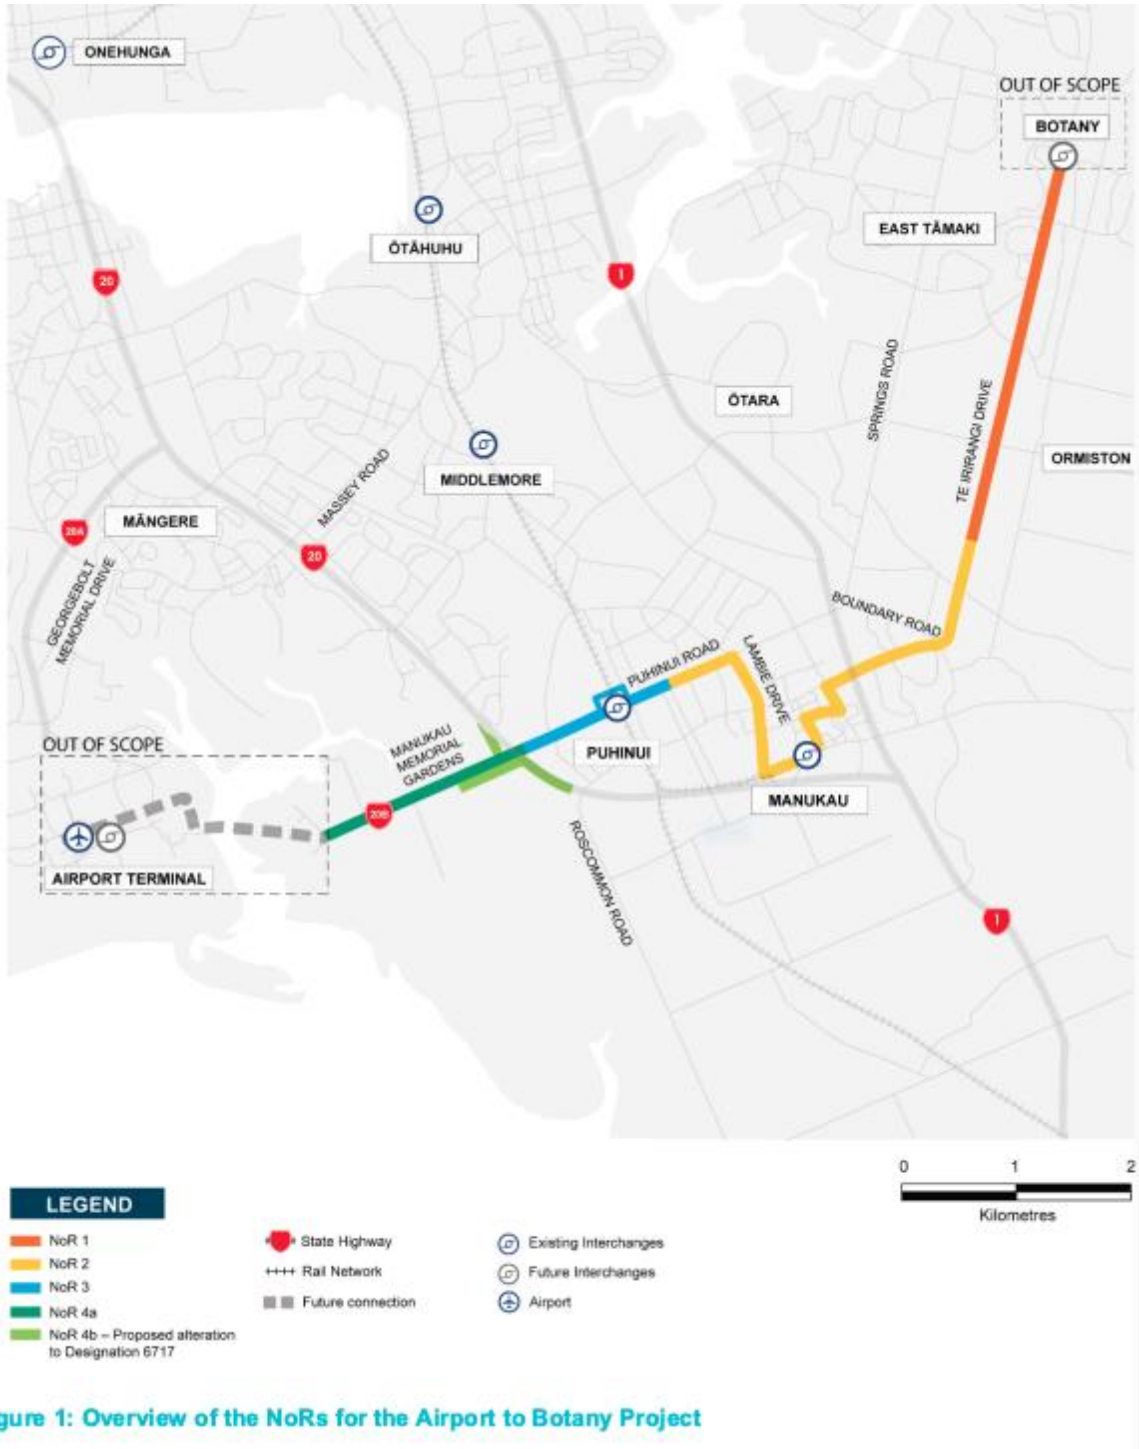 ONEHUNGA
OUT OF SCOPE
BOTANY
EAST TĀMAKI
ŌTĀHUHU
20
1
SPRINGS ROAD
TE IRIRANGI DRIVE
ŌTARA
ORMISTON
MASSEY ROAD
MIDDLEMORE
MĀNGERE
20A
20
GEORGEBOLT
MEMORIAL DRIVE
BOUNDARY ROAD
PUHINUI ROAD
LAMBIE DRIVE
MANUKAU
MEMORIAL
GARDENS
PUHINUI
OUT OF SCOPE
MANUKAU
20B
AIRPORT TERMINAL
ROSCOMMON ROAD
1
0 1 2
Kilometres
LEGEND
NoR 1
NoR 2
NoR 3
NoR 4a
NoR 4b – Proposed alteration
to Designation 6717
State Highway
Rail Network
Future connection
Existing Interchanges
Future Interchanges
Airport
gure 1: Overview of the NoRs for the Airport to Botany Project